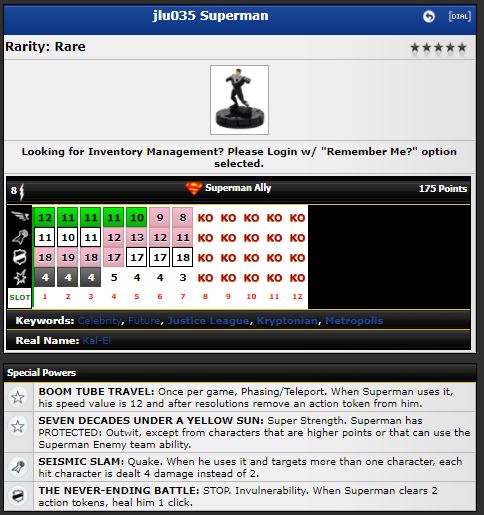 jlu035 Superman
[DIAL]
Rarity: Rare
Looking for Inventory Management? Please Login w/ "Remember Me?" option
selected.
8
Superman Ally
175 Points
12 11 11 11 10 9 8 KO KO KO KO KO
11 10 11 12 13 12 11 KO KO KO KO KO
18 19 18 17 17 17 18 KO KO KO KO KO
4 4 4 5 4 4 3 KO KO KO KO KO
SLOT 1 2 3 4 5 6 7 8 9 10 11 12
Keywords: Celebrity, Future, Justice League, Kryptonian, Metropolis
Real Name: Kal-El
Special Powers
BOOM TUBE TRAVEL: Once per game, Phasing/Teleport. When Superman uses it,
his speed value is 12 and after resolutions remove an action token from him.
SEVEN DECADES UNDER A YELLOW SUN: Super Strength. Superman has
PROTECTED: Outwit, except from characters that are higher points or that can use the
Superman Enemy team ability.
SEISMIC SLAM: Quake. When he uses it and targets more than one character, each
hit character is dealt 4 damage instead of 2.
THE NEVER-ENDING BATTLE: STOP. Invulnerability. When Superman clears 2
action tokens, heal him 1 click.